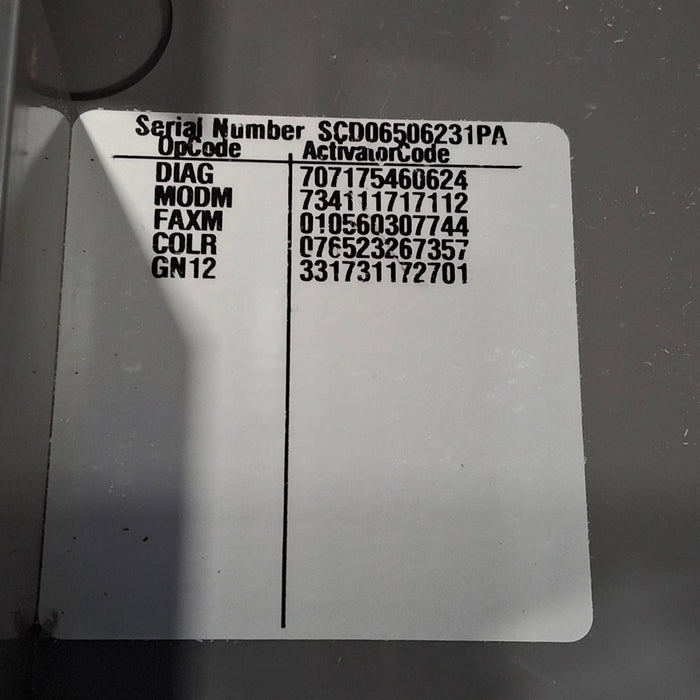 Serial Number SCD06506231PA
OpCode ActivatorCode
DIAG 707175460624
MODM 734111717112
FAXM 010560307744
COLR 076523267357
GN12 331731172701